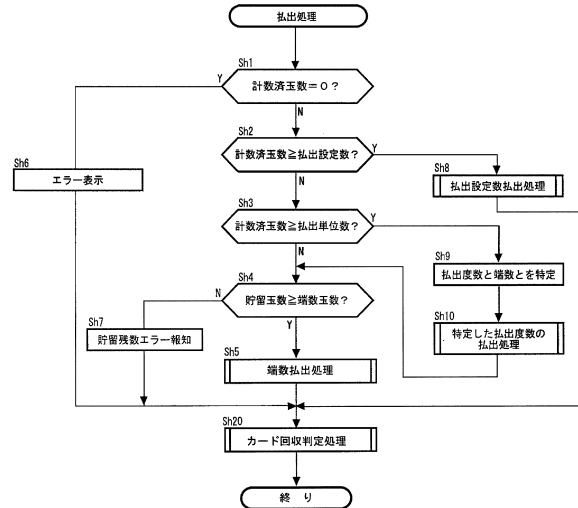 払出処理
Sh1
Y
計数済玉数=0?
N
Sh2
計数済玉数≧払出設定数?
Y
Sh6
エラー表示
N
Sh8
払出設定数払出処理
Sh3
計数済玉数≧払出単位数?
Y
N
Sh9
払出度数と端数とを特定
Sh4
N
貯留玉数≧端数玉数?
Y
Sh7
貯留残数エラー報知
Sh10
特定した払出度数の
払出処理
Sh5
端数払出処理
Sh20
カード回収判定処理
終 り